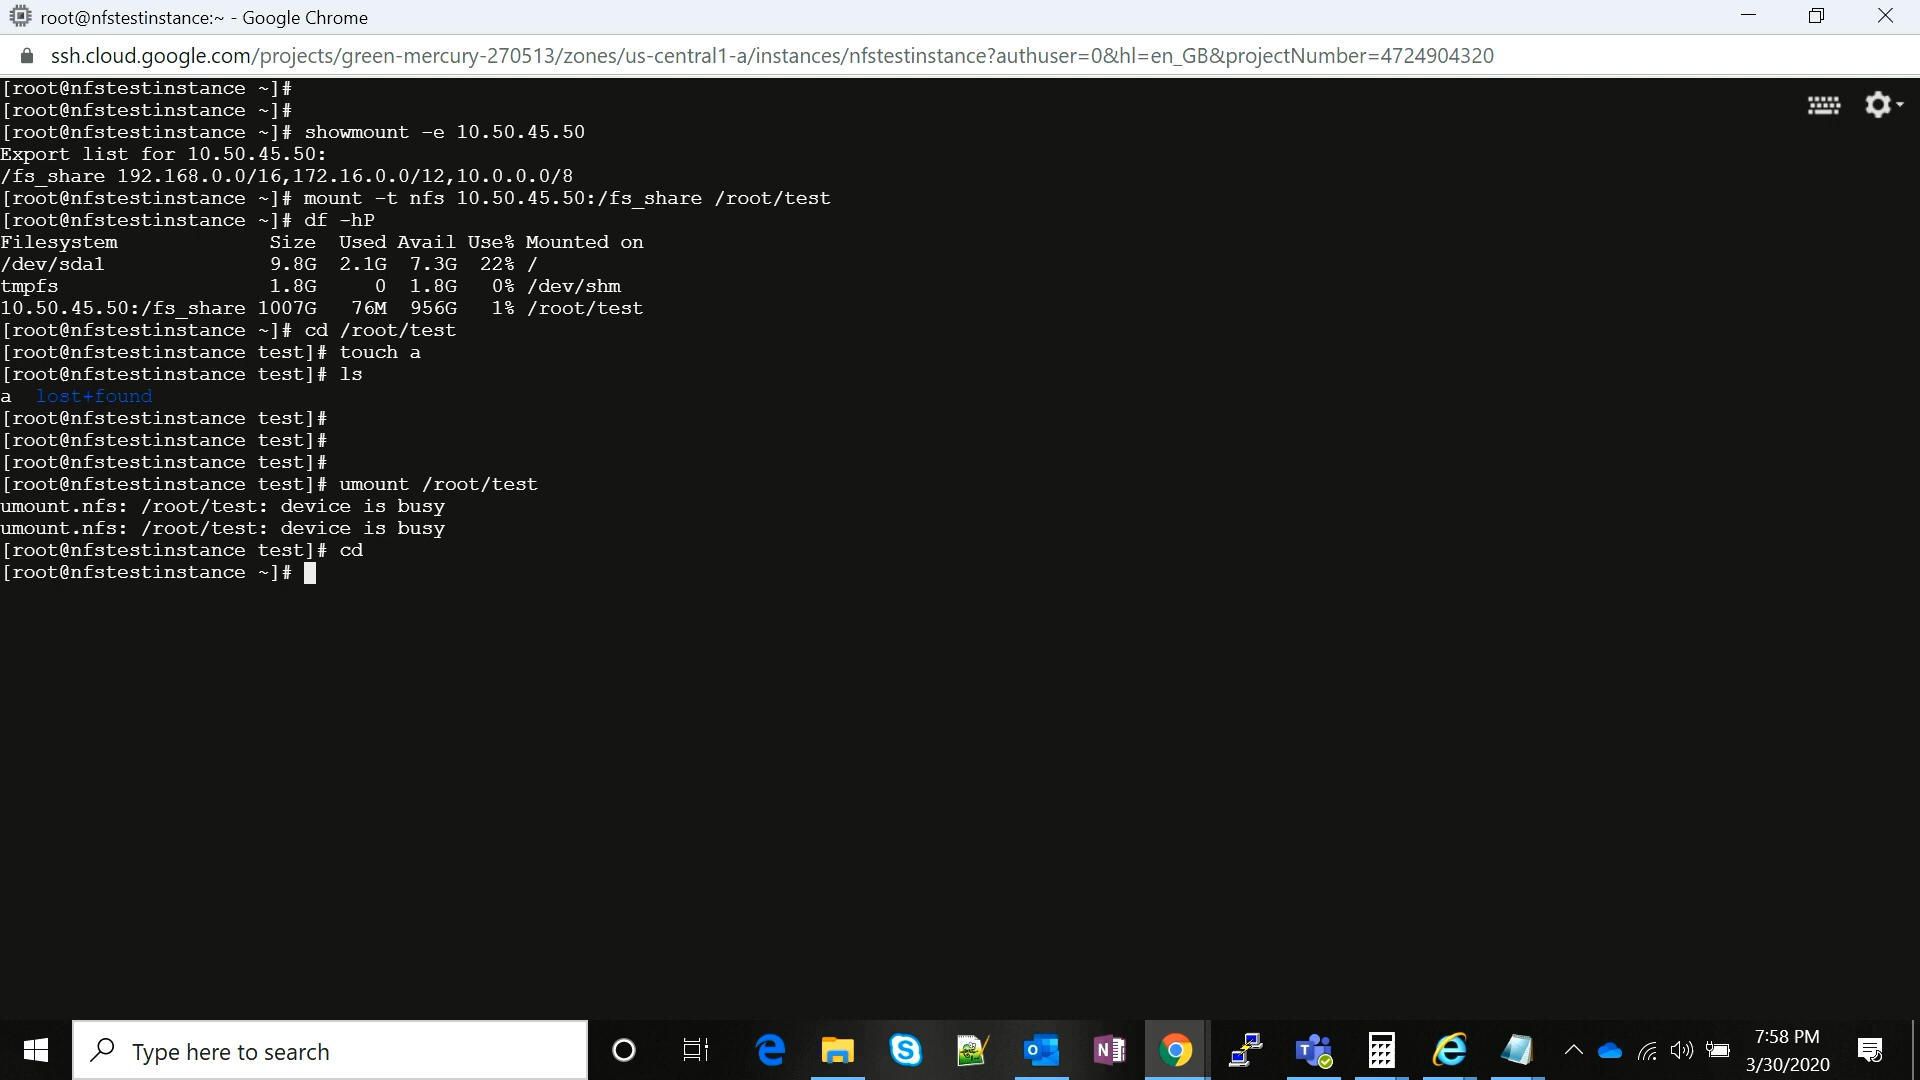 root@nfstestinstance:~ - Google Chrome
ssh.cloud.google.com/projects/green-mercury-270513/zones/us-central1-a/instances/nfstestinstance?authuser=0&hl=en_GB&projectNumber=4724904320
[root@nfstestinstance ~]#
[root@nfstestinstance ~]#
[root@nfstestinstance ~]# showmount -e 10.50.45.50
Export list for 10.50.45.50:
/fs_share 192.168.0.0/16,172.16.0.0/12,10.0.0.0/8
[root@nfstestinstance ~]# mount -t nfs 10.50.45.50:/fs_share /root/test
[root@nfstestinstance ~]# df -hP
Filesystem             Size  Used Avail Use% Mounted on
/dev/sda1              9.8G  2.1G  7.3G  22% /
tmpfs                  1.8G     0  1.8G   0% /dev/shm
10.50.45.50:/fs_share 1007G   76M  956G   1% /root/test
[root@nfstestinstance ~]# cd /root/test
[root@nfstestinstance test]# touch a
[root@nfstestinstance test]# ls
a  lost+found
[root@nfstestinstance test]#
[root@nfstestinstance test]#
[root@nfstestinstance test]#
[root@nfstestinstance test]# umount /root/test
umount.nfs: /root/test: device is busy
umount.nfs: /root/test: device is busy
[root@nfstestinstance test]# cd
[root@nfstestinstance ~]#
Type here to search
7:58 PM
3/30/2020